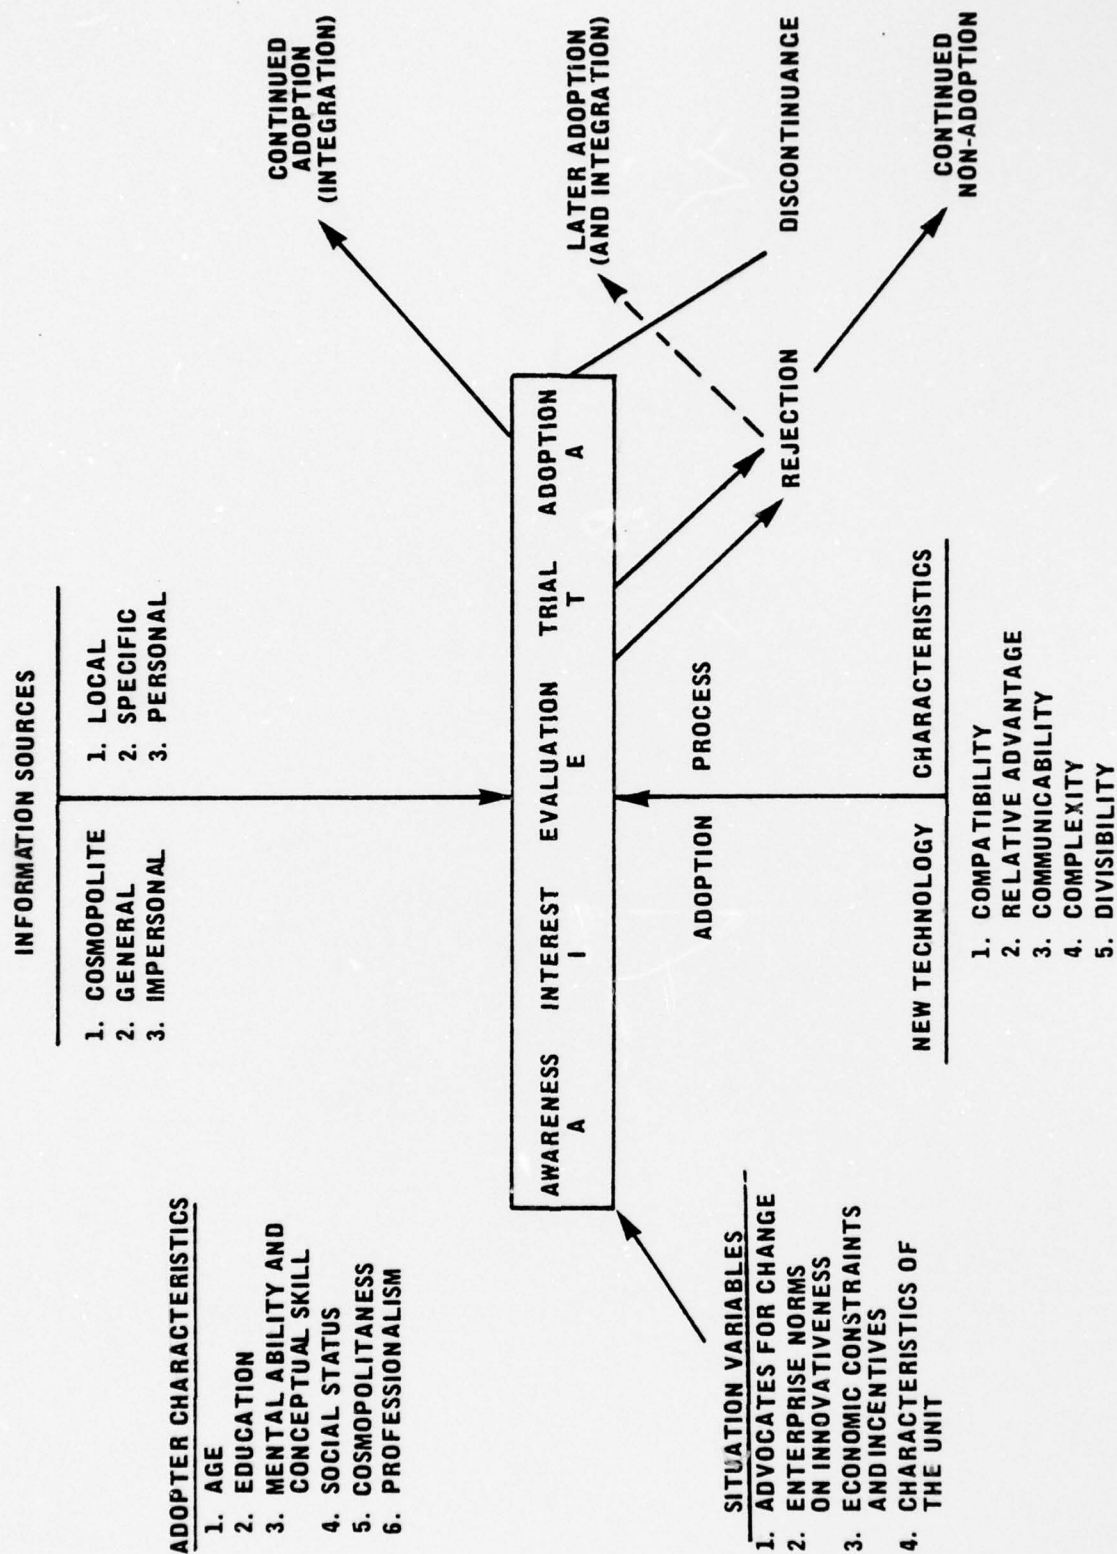 INFORMATION SOURCES
1. COSMOPOLITE
2. GENERAL
3. IMPERSONAL
1. LOCAL
2. SPECIFIC
3. PERSONAL
ADOPTER CHARACTERISTICS
1. AGE
2. EDUCATION
3. MENTAL ABILITY AND
CONCEPTUAL SKILL
4. SOCIAL STATUS
5. COSMOPOLITANESS
6. PROFESSIONALISM
CONTINUED
ADOPTION
(INTEGRATION)
AWARENESS INTEREST EVALUATION TRIAL ADOPTION
A I E T A
LATER ADOPTION
(AND INTEGRATION)
ADOPTION PROCESS
DISCONTINUANCE
REJECTION
CONTINUED
NON-ADOPTION
SITUATION VARIABLES
1. ADVOCATES FOR CHANGE
2. ENTERPRISE NORMS
ON INNOVATIVENESS
3. ECONOMIC CONSTRAINTS
AND INCENTIVES
4. CHARACTERISTICS OF
THE UNIT
NEW TECHNOLOGY CHARACTERISTICS
1. COMPATIBILITY
2. RELATIVE ADVANTAGE
3. COMMUNICABILITY
4. COMPLEXITY
5. DIVISIBILITY